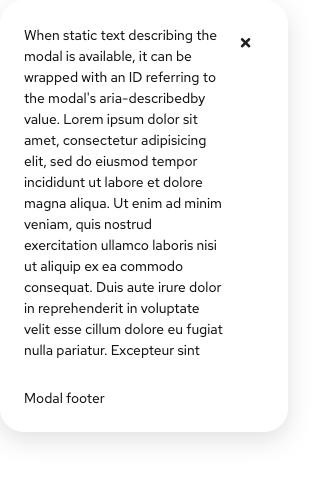 When static text describing the
modal is available, it can be
wrapped with an ID referring to
the modal's aria-describedby
value. Lorem ipsum dolor sit
amet, consectetur adipisicing
elit, sed do eiusmod tempor
incididunt ut labore et dolore
magna aliqua. Ut enim ad minim
veniam, quis nostrud
exercitation ullamco laboris nisi
ut aliquip ex ea commodo
consequat. Duis aute irure dolor
in reprehenderit in voluptate
velit esse cillum dolore eu fugiat
nulla pariatur. Excepteur sint
Modal footer